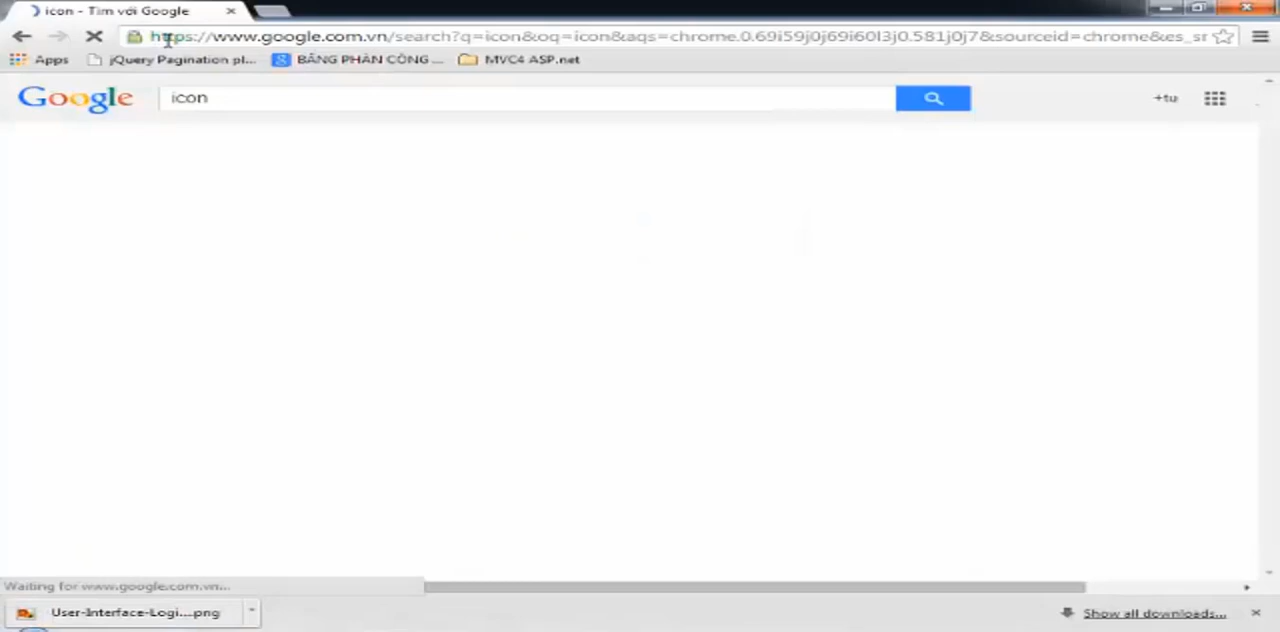 icon - Tìm với Google
https://www.google.com.vn/search?q=icon&oq=icon&aqs=chrome.0.69i59j0j69i60l3j0.581j0j7&sourceid=chrome&es_sr
Apps jQuery Pagination pl... BẢNG PHÂN CÔNG ... MVC4 ASP.net
Google icon +tu
Waiting for www.google.com.vn...
User-Interface-Logi....png Show all downloads...